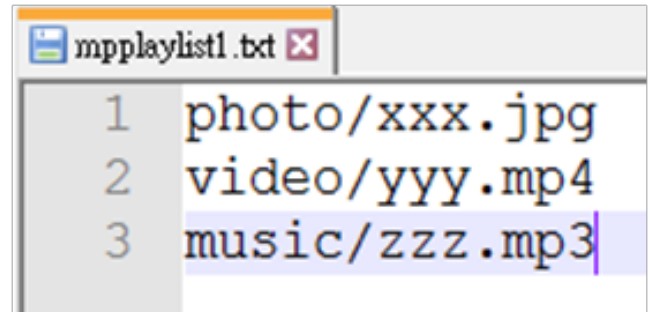 mpplaylist1.txt
1 photo/xxx.jpg
2 video/yyy.mp4
3 music/zzz.mp3